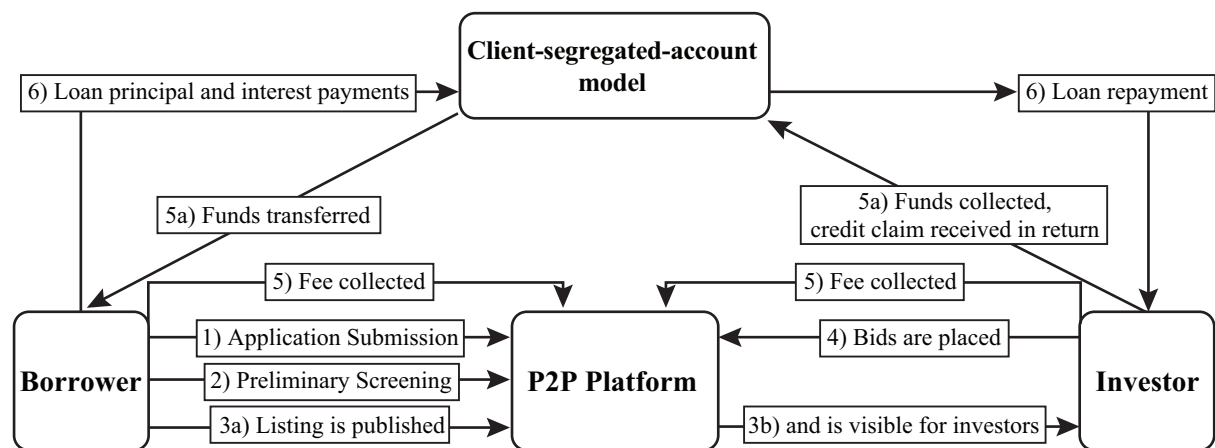 Client-segregated-account
model
6) Loan principal and interest payments
6) Loan repayment
5a) Funds transferred
5a) Funds collected,
credit claim received in return
5) Fee collected
5) Fee collected
1) Application Submission
4) Bids are placed
Borrower
2) Preliminary Screening
P2P Platform
Investor
3a) Listing is published
3b) and is visible for investors